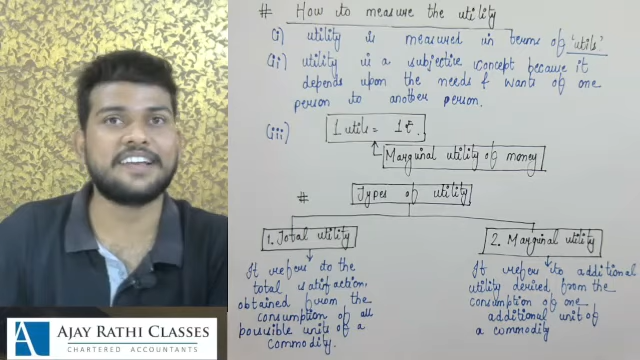 # How to measure the utility
(i) utility is measured in terms of 'utils'
(ii) utility is a subjective concept because it
depends upon the needs & wants of one
person to another person.
(iii) 1 utils = 1₹.
Marginal utility of money
# Types of utility
1. Total utility
It refers to the
total satisfaction,
obtained from the
consumption of all
possible units of a
commodity.
2. Marginal utility
It refers to additional
utility derived from the
consumption of one
additional unit of
a commodity
A AJAY RATHI CLASSES
CHARTERED ACCOUNTANTS